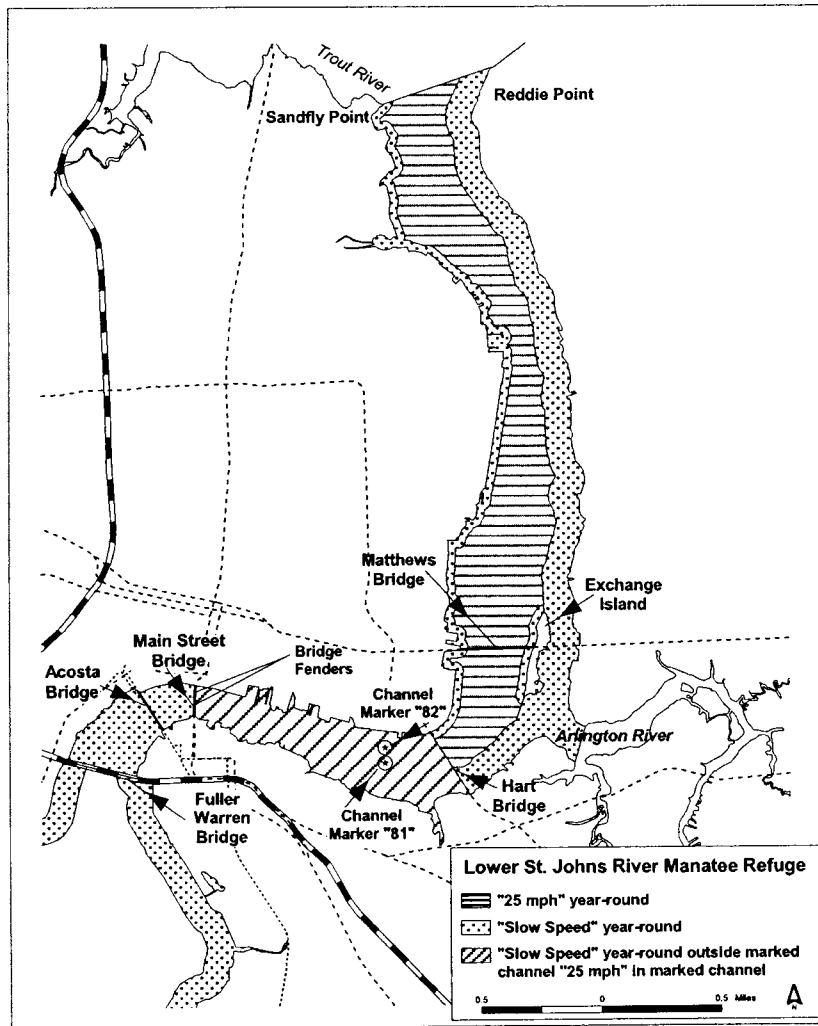 Trout River
Reddie Point
Sandfly Point
Matthews
Bridge
Exchange
Island
Main Street
Bridge
Bridge
Fenders
Acosta
Bridge
Channel
Marker "82"
Arlington River
Hart
Bridge
Fuller
Warren
Bridge
Channel
Marker "81"
Lower St. Johns River Manatee Refuge
"25 mph" year-round
"Slow Speed" year-round
"Slow Speed" year-round outside marked
channel "25 mph" in marked channel
0.5 0 0.5 Miles
N